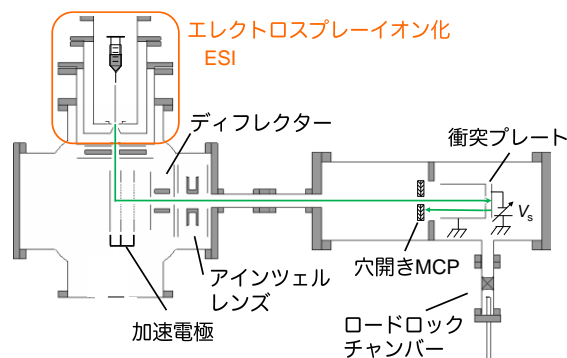 エレクトロスプレーイオン化
ESI
ディフレクター
衝突プレート
Vs
穴開きMCP
アインツェル
レンズ
加速電極
ロードロック
チャンバー